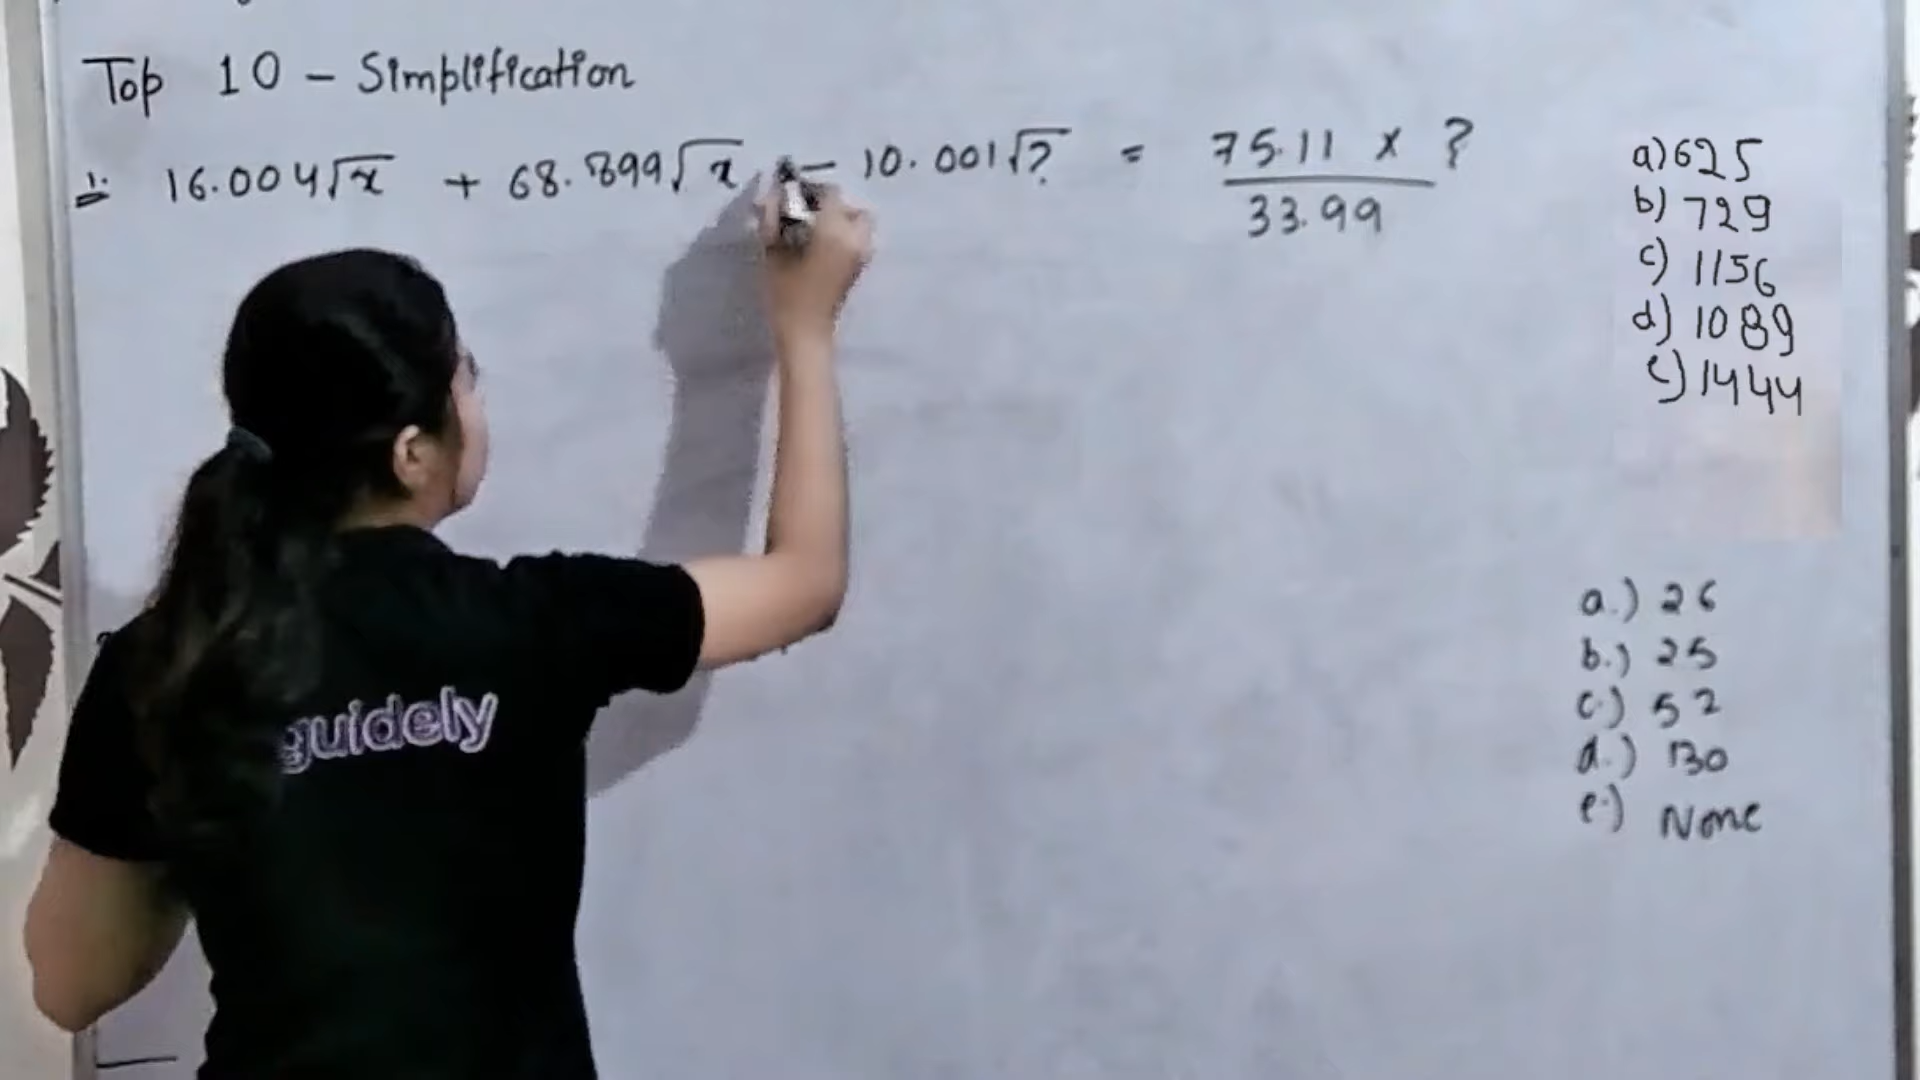 Top 10 - Simplification
1. 16.004√x + 68.899√x - 10.001√? = 75.11 x ?
33.99
a) 625
b) 729
c) 1156
d) 1089
e) 1444
a.) 26
b.) 25
c.) 52
d.) 130
e.) None
guidely